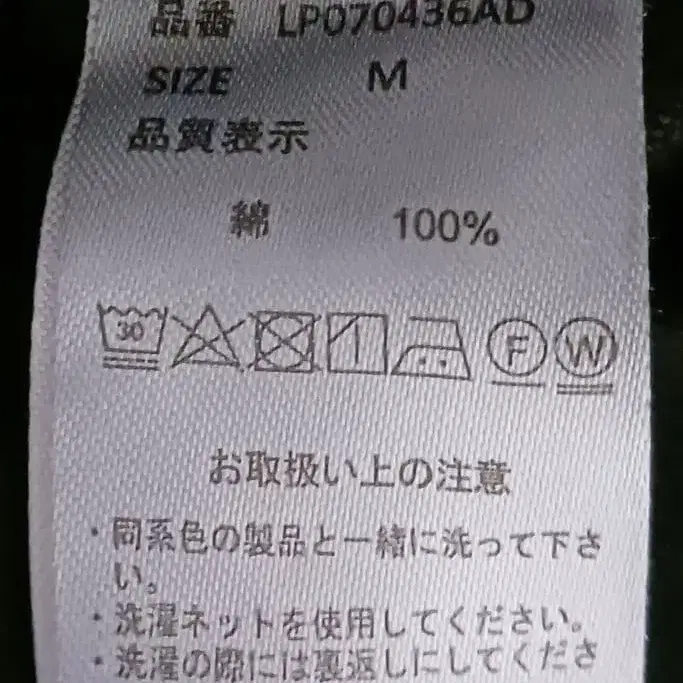 品番 LP070436AD
SIZE M
品質表示
綿 100%
30 F W
お取扱い上の注意
・同系色の製品と一緒に洗って下さ
い。
・洗濯ネットを使用してください。
・洗濯の際には裏返しにしてくださ